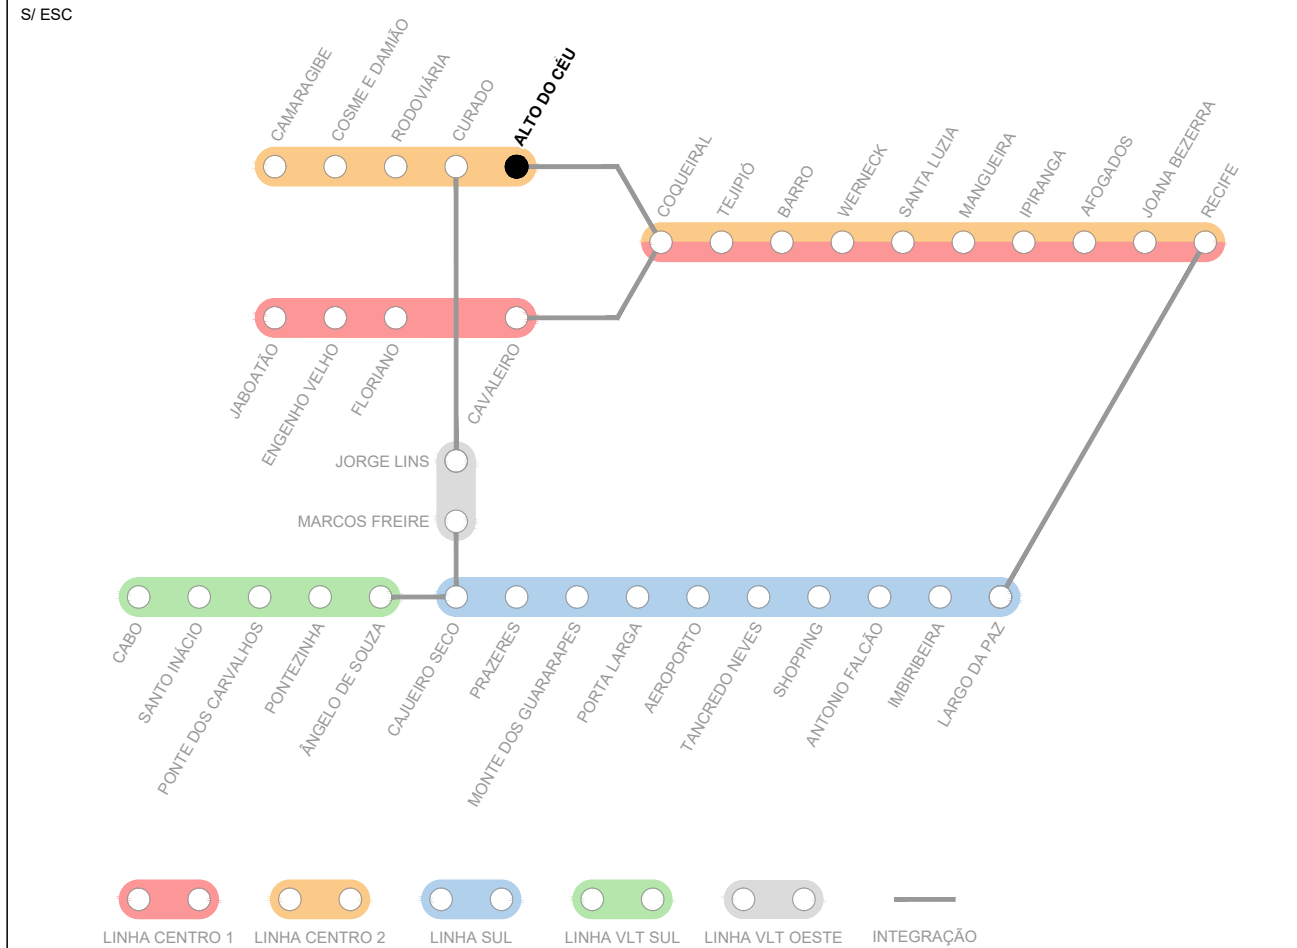 S/ ESC
CAMARAGIBE
COSME E DAMIÃO
RODOVIÁRIA
CURADO
ALTO DO CÉU
COQUEIRAL
TEJIPIÓ
BARRO
WERNECK
SANTA LUZIA
MANGUEIRA
IPIRANGA
AFOGADOS
JOANA BEZERRA
RECIFE
JABOATÃO
ENGENHO VELHO
FLORIANO
CAVALEIRO
JORGE LINS
MARCOS FREIRE
CABO
SANTO INÁCIO
PONTE DOS CARVALHOS
PONTEZINHA
ÂNGELO DE SOUZA
CAJUEIRO SECO
PRAZERES
MONTE DOS GUARARAPES
PORTA LARGA
AEROPORTO
TANCREDO NEVES
SHOPPING
ANTONIO FALCÃO
IMBIRIBEIRA
LARGO DA PAZ
LINHA CENTRO 1
LINHA CENTRO 2
LINHA SUL
LINHA VLT SUL
LINHA VLT OESTE
INTEGRAÇÃO